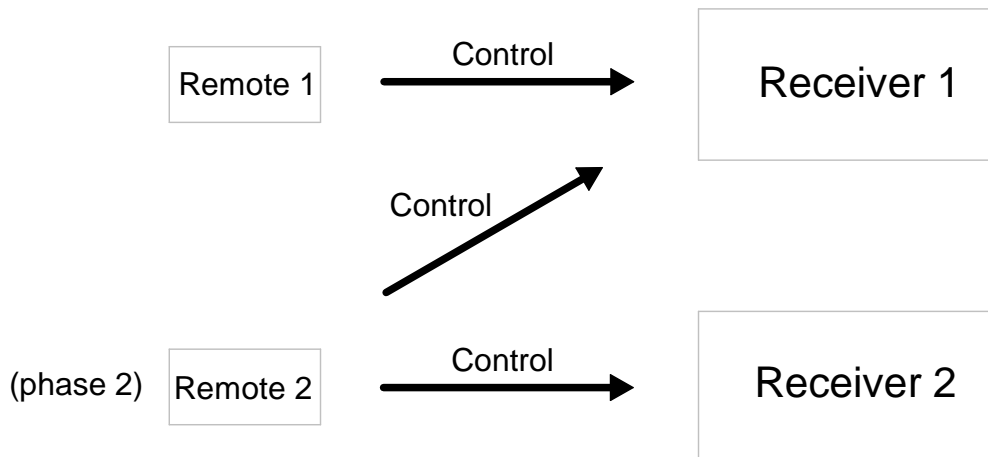 Control
Remote 1
Receiver 1
Control
Control
(phase 2)
Remote 2
Receiver 2